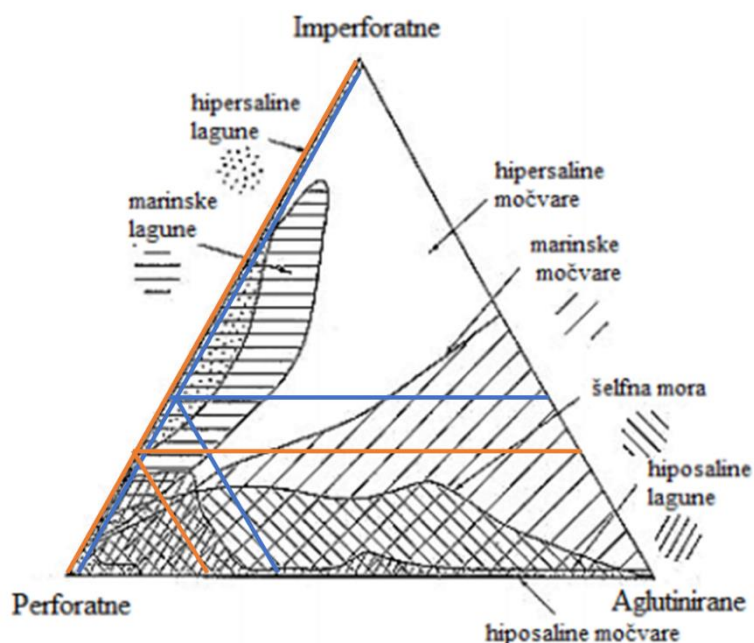 Imperforatne
hipersaline
lagune
marinske
lagune
hipersaline
močvare
marinske
močvare
šelfna mora
hiposaline
lagune
Perforatne
Aglutinirane
hiposaline močvare